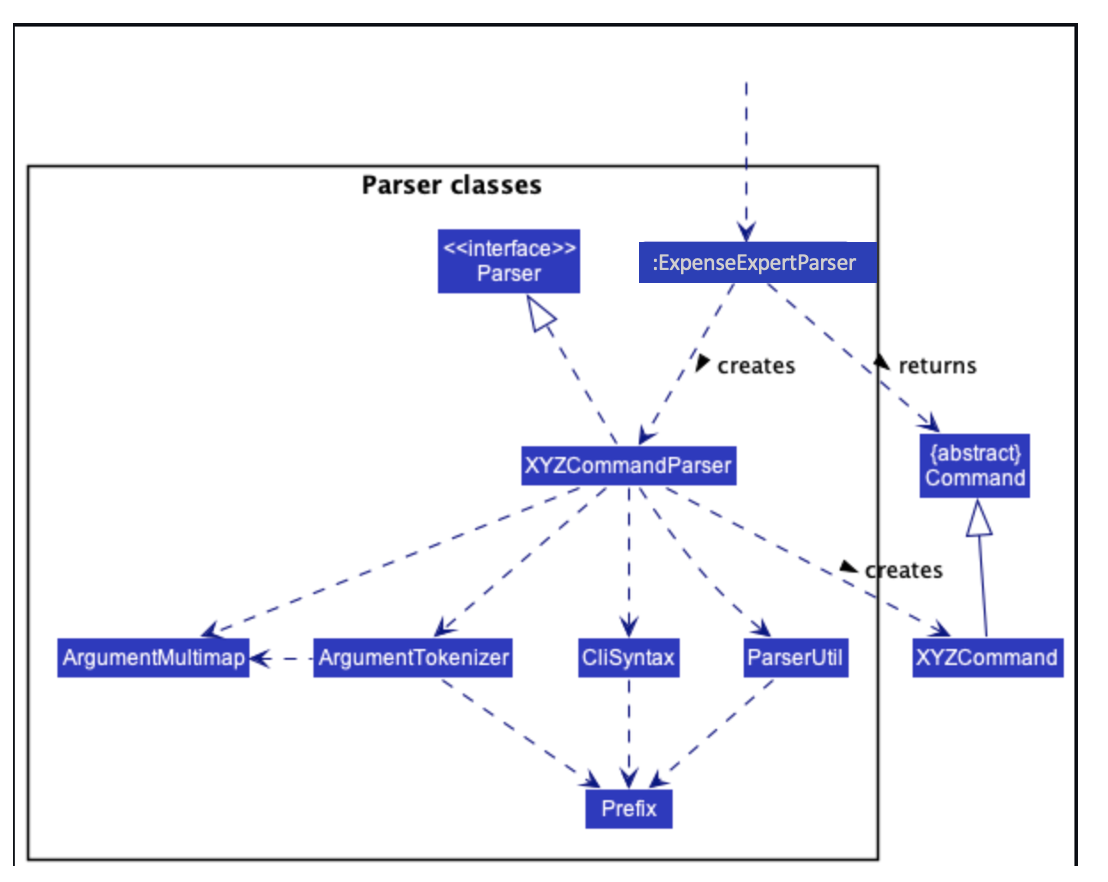 Parser classes
<<interface>>
Parser
:ExpenseExpertParser
creates
returns
XYZCommandParser
{abstract}
Command
creates
ArgumentMultimap
ArgumentTokenizer
CliSyntax
ParserUtil
XYZCommand
Prefix